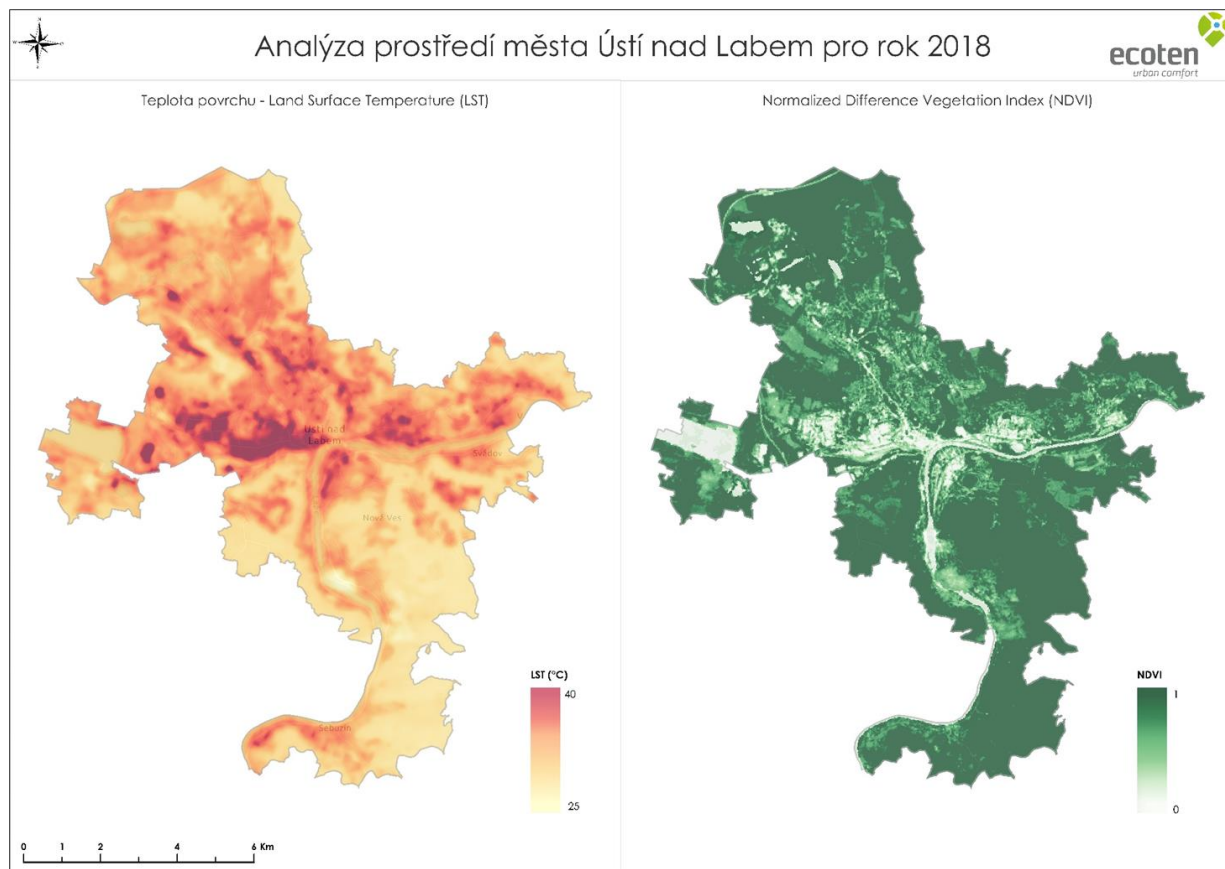 Analýza prostředí města Ústí nad Labem pro rok 2018
ecoten
urban comfort
Teplota povrchu - Land Surface Temperature (LST)
Normalized Difference Vegetation Index (NDVI)
Ústí nad
Labem
Svádov
Nová Ves
Sebuzín
LST (°C)
40
25
NDVI
1
0
0 1 2 4 6 Km